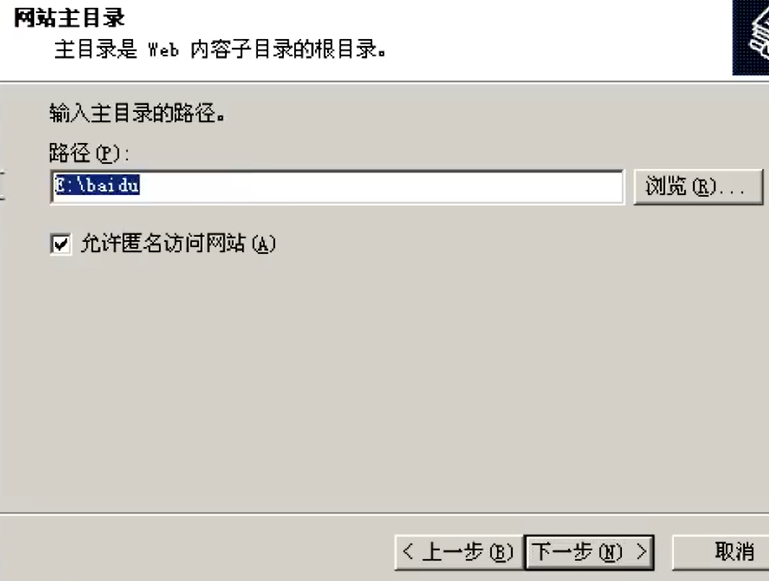 网站主目录
主目录是 Web 内容子目录的根目录。
输入主目录的路径。
路径(P):
E:\baidu
浏览(R)...
允许匿名访问网站(A)
< 上一步(B)
下一步(N) >
取消